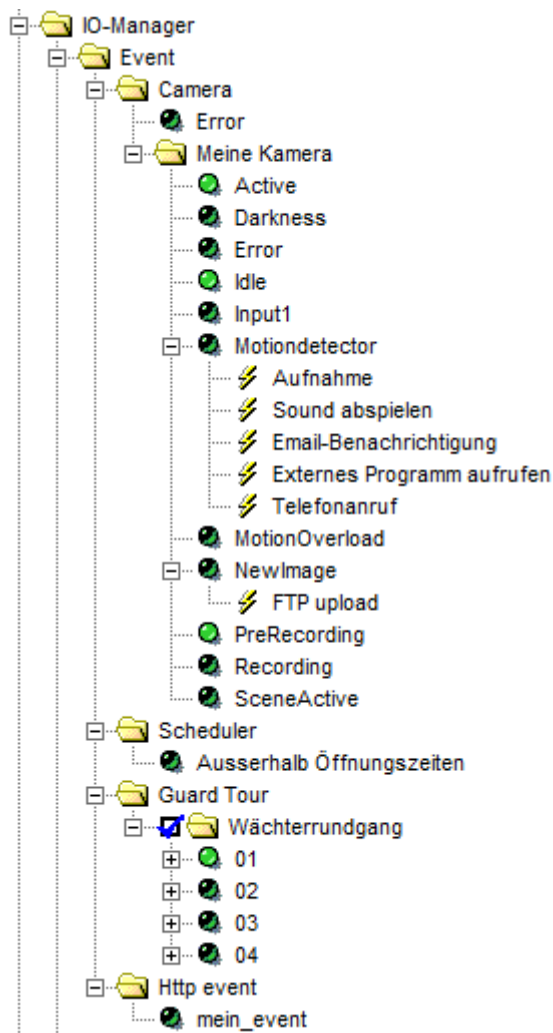 IO-Manager
Event
Camera
Error
Meine Kamera
Active
Darkness
Error
Idle
Input1
Motiondetector
Aufnahme
Sound abspielen
Email-Benachrichtigung
Externes Programm aufrufen
Telefonanruf
MotionOverload
NewImage
FTP upload
PreRecording
Recording
SceneActive
Scheduler
Ausserhalb Öffnungszeiten
Guard Tour
Wächterrundgang
01
02
03
04
Http event
mein_event